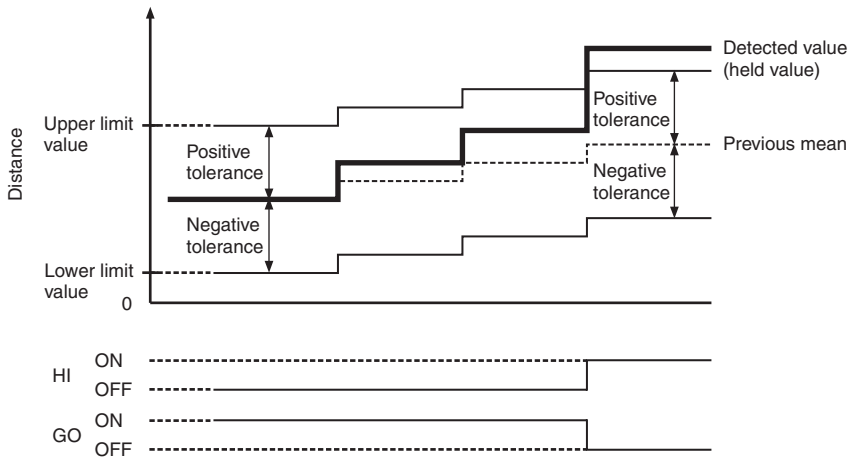 Distance
Upper limit
value
Positive
tolerance
Negative
tolerance
Lower limit
value
0
Positive
tolerance
Negative
tolerance
Detected value
(held value)
Previous mean
HI
ON
OFF
GO
ON
OFF